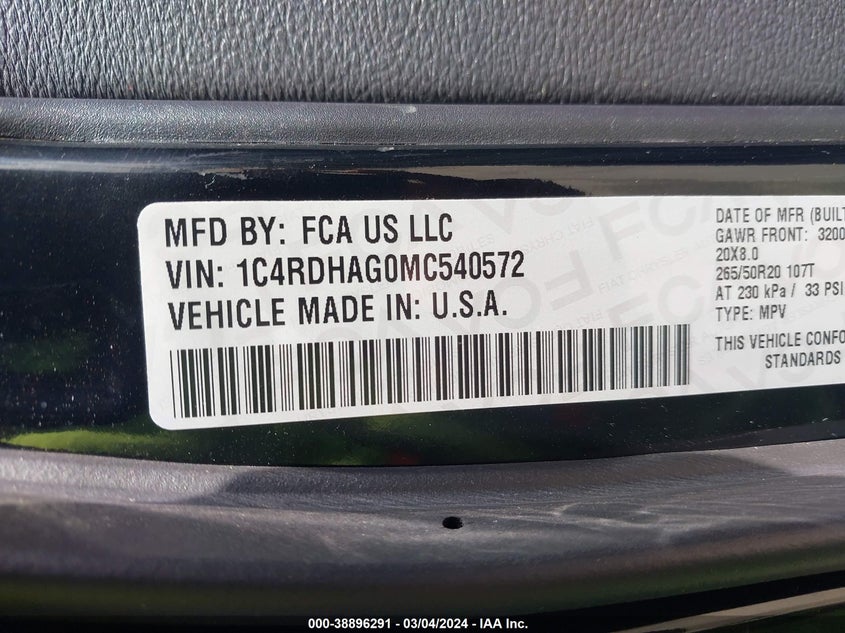 MFD BY: FCA US LLC
VIN: 1C4RDHAG0MC540572
VEHICLE MADE IN: U.S.A.
DATE OF MFR (BUILT
GAWR FRONT: 3200
20X8.0
265/50R20 107T
AT 230 kPa / 33 PSI
TYPE: MPV
THIS VEHICLE CONFO
STANDARDS
000-38896291 - 03/04/2024 - IAA Inc.